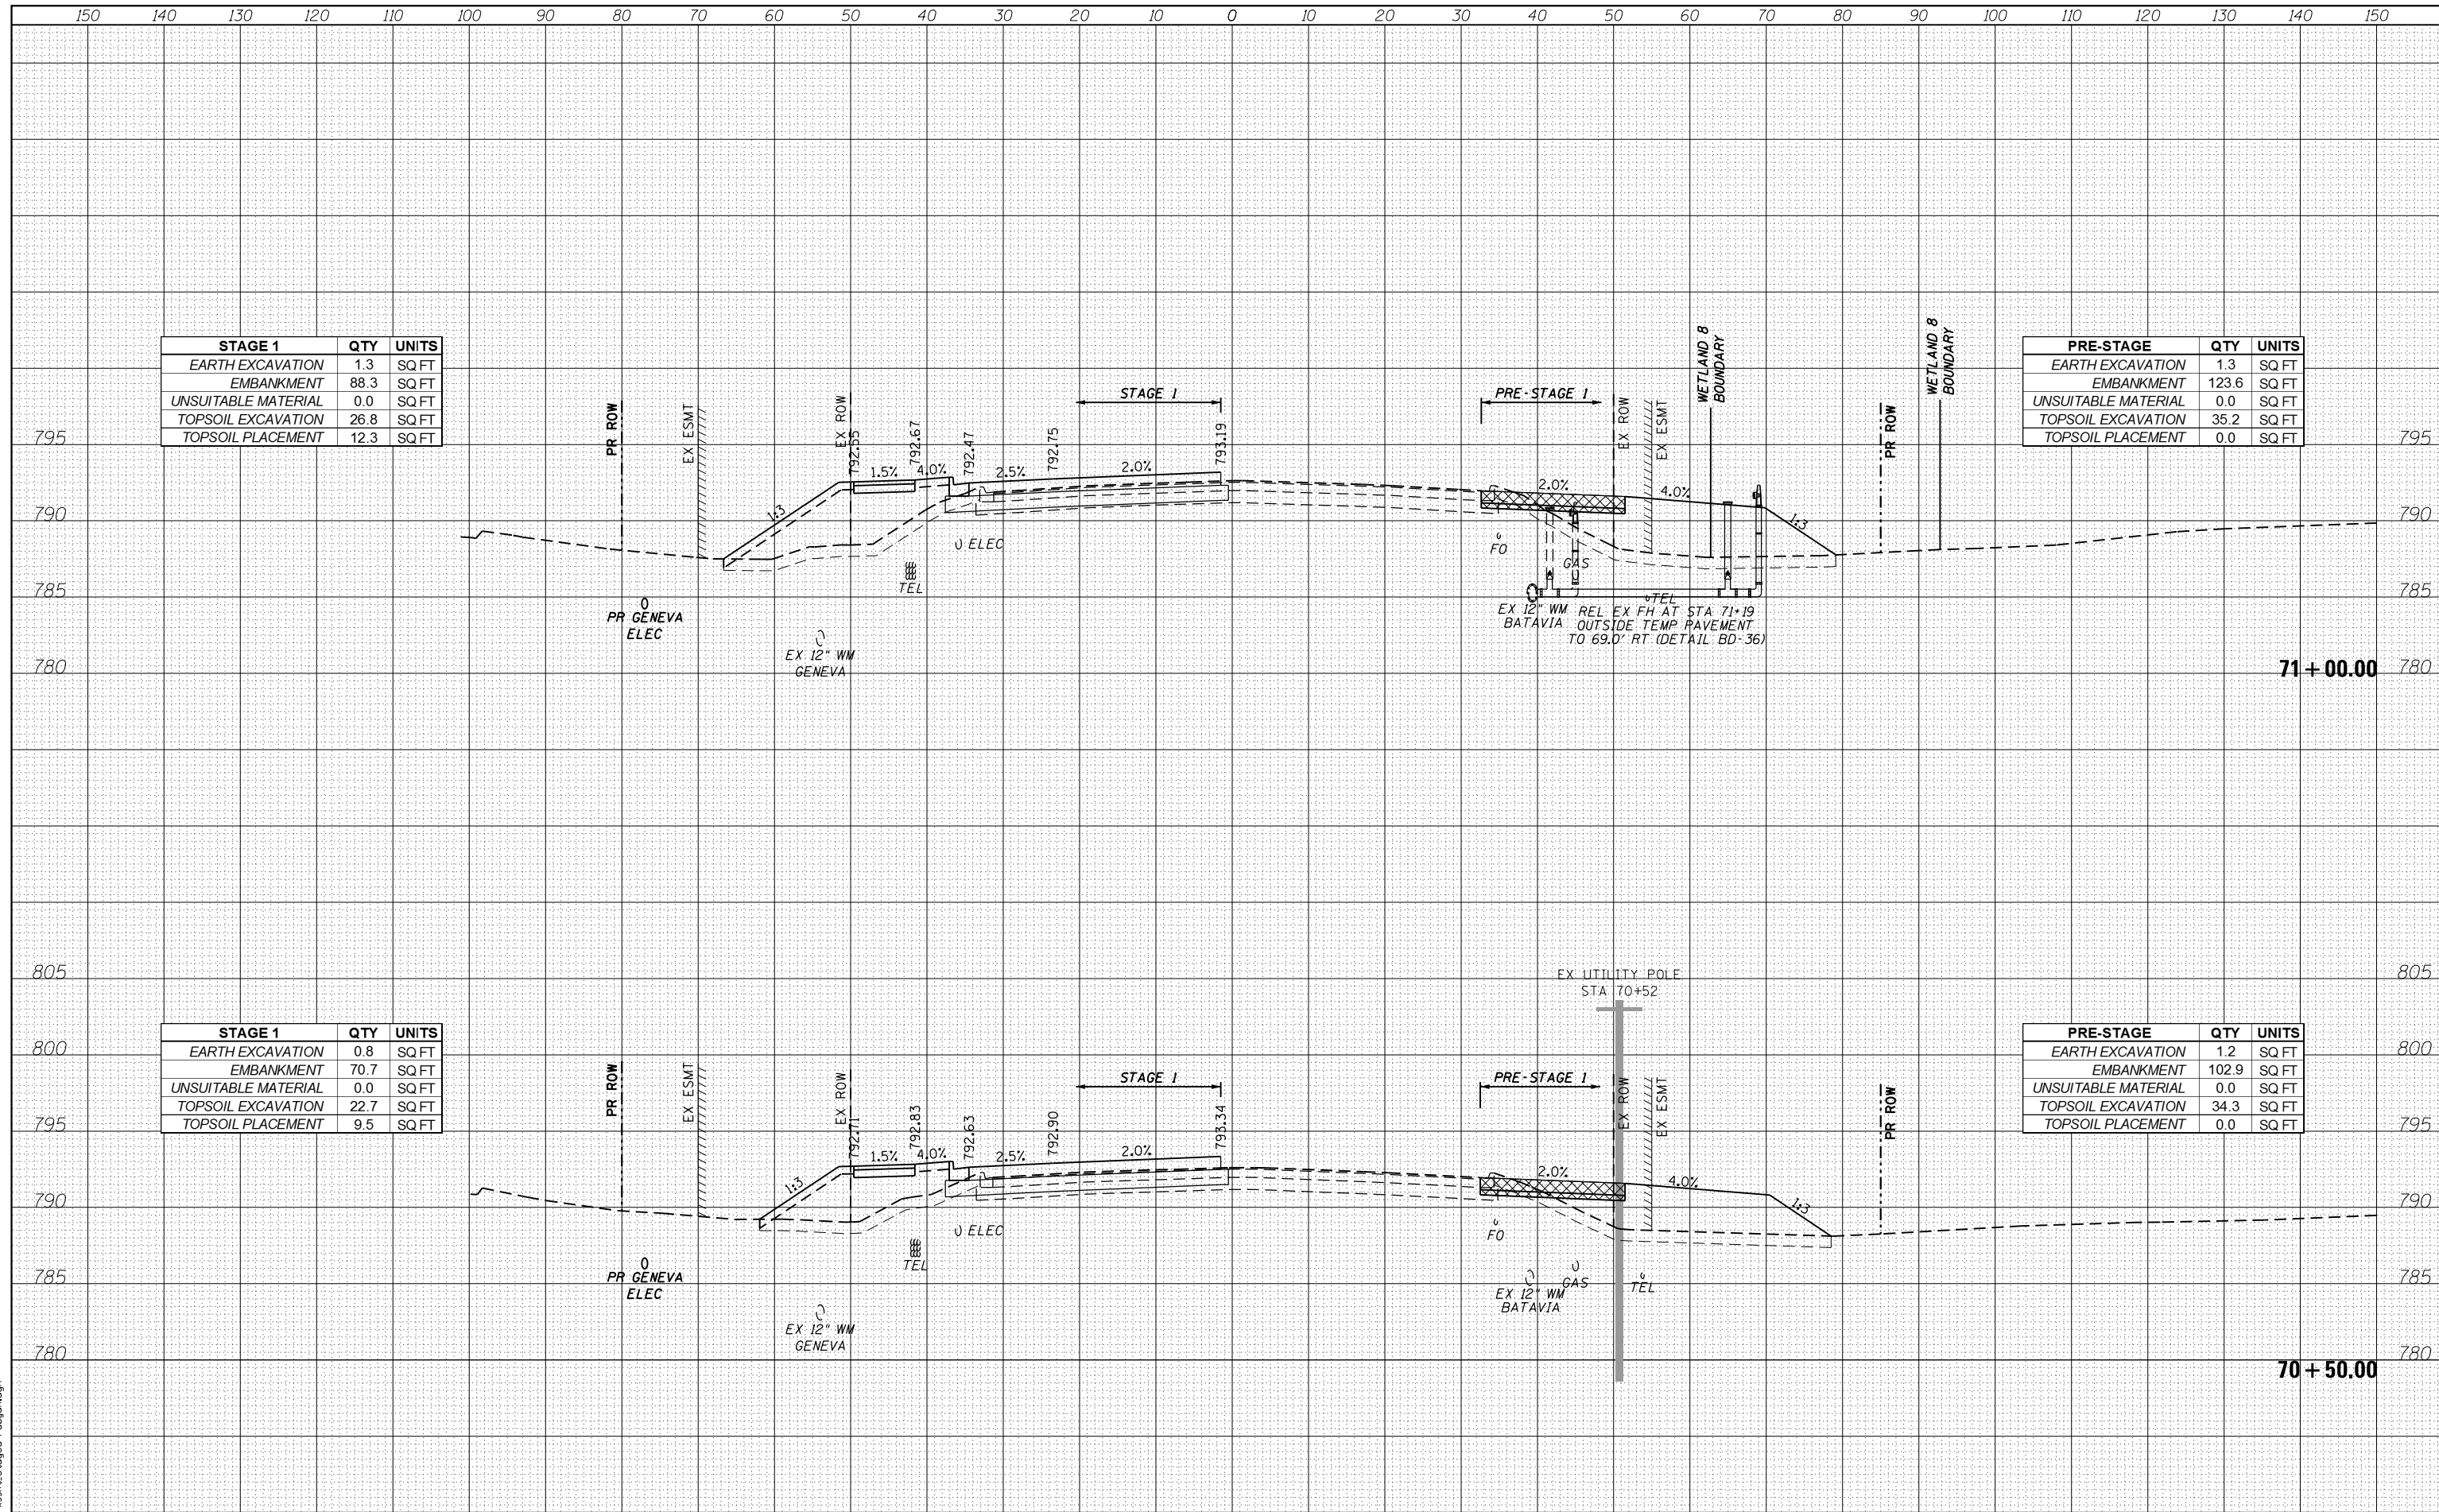 150 140 130 120 110 100 90 80 70 60 50 40 30 20 10 0 10 20 30 40 50 60 70 80 90 100 110 120 130 140 150
STAGE 1 QTY UNITS
EARTH EXCAVATION 1.3 SQ FT
EMBANKMENT 88.3 SQ FT
UNSUITABLE MATERIAL 0.0 SQ FT
TOPSOIL EXCAVATION 26.8 SQ FT
TOPSOIL PLACEMENT 12.3 SQ FT
PR ROW
EX ESMT
EX ROW
792.55
792.67
792.47
792.75
793.19
STAGE 1
PRE-STAGE 1
EX ROW
EX ESMT
WETLAND 8
BOUNDARY
PR ROW
WETLAND 8
BOUNDARY
PRE-STAGE QTY UNITS
EARTH EXCAVATION 1.3 SQ FT
EMBANKMENT 123.6 SQ FT
UNSUITABLE MATERIAL 0.0 SQ FT
TOPSOIL EXCAVATION 35.2 SQ FT
TOPSOIL PLACEMENT 0.0 SQ FT
795 795
1:3 1.5% 4.0% 2.5% 2.0% 2.0% 4.0% 1:3
790 790
ELEC
FO
GAS
TEL
785 785
PR GENEVA
ELEC
EX 12" WM
GENEVA
EX 12" WM
BATAVIA
TEL
REL EX FH AT STA 71+19
OUTSIDE TEMP PAVEMENT
TO 69.0' RT (DETAIL BD-36)
780 71+00.00 780
805 805
EX UTILITY POLE
STA 70+52
STAGE 1 QTY UNITS
EARTH EXCAVATION 0.8 SQ FT
EMBANKMENT 70.7 SQ FT
UNSUITABLE MATERIAL 0.0 SQ FT
TOPSOIL EXCAVATION 22.7 SQ FT
TOPSOIL PLACEMENT 9.5 SQ FT
800 800
PR ROW
EX ESMT
EX ROW
792.71
792.83
792.63
792.90
793.34
STAGE 1
PRE-STAGE 1
EX ROW
EX ESMT
PR ROW
PRE-STAGE QTY UNITS
EARTH EXCAVATION 1.2 SQ FT
EMBANKMENT 102.9 SQ FT
UNSUITABLE MATERIAL 0.0 SQ FT
TOPSOIL EXCAVATION 34.3 SQ FT
TOPSOIL PLACEMENT 0.0 SQ FT
795 795
1:3 1.5% 4.0% 2.5% 2.0% 2.0% 4.0% 1:3
790 790
ELEC
FO
TEL
785 785
PR GENEVA
ELEC
GAS
TEL
EX 12" WM
BATAVIA
EX 12" WM
GENEVA
780 780
70+50.00